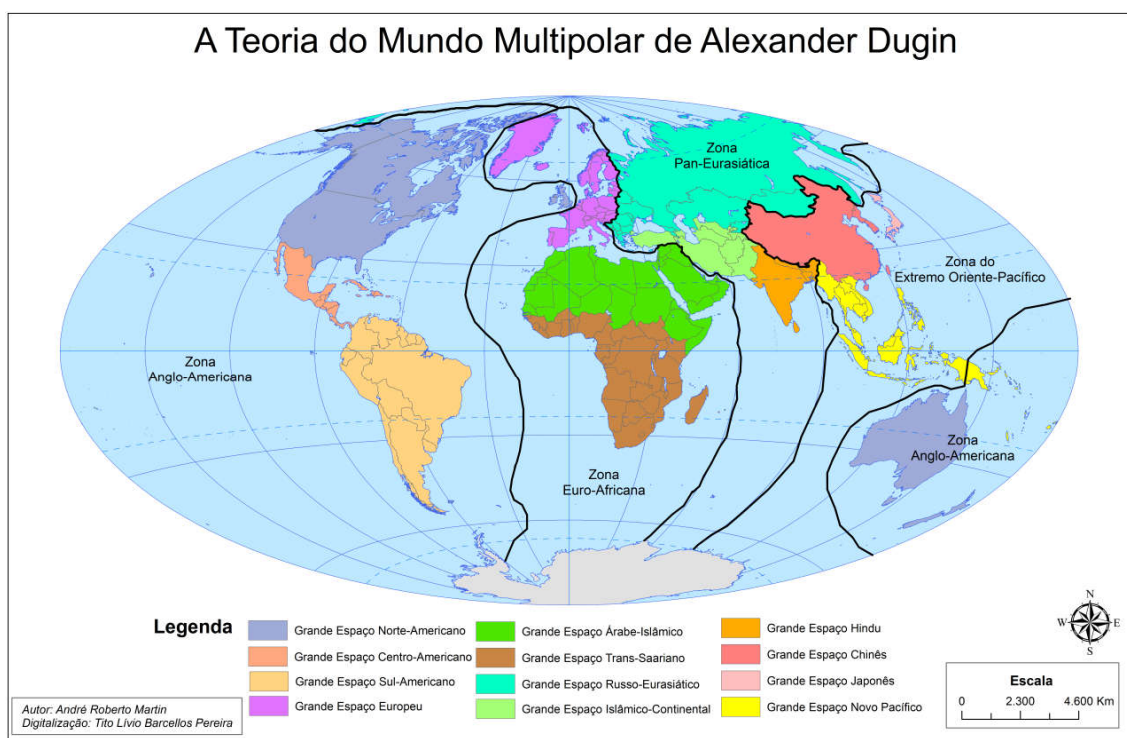 A Teoria do Mundo Multipolar de Alexander Dugin
Zona
Pan-Eurasiática
Zona do
Extremo Oriente-Pacífico
Zona
Anglo-Americana
Zona
Anglo-Americana
Zona
Euro-Africana
Legenda
Grande Espaço Norte-Americano
Grande Espaço Centro-Americano
Grande Espaço Sul-Americano
Grande Espaço Europeu
Grande Espaço Árabe-Islâmico
Grande Espaço Trans-Saariano
Grande Espaço Russo-Eurasiático
Grande Espaço Islâmico-Continental
Grande Espaço Hindu
Grande Espaço Chinês
Grande Espaço Japonês
Grande Espaço Novo Pacífico
N
W E
S
Escala
0 2.300 4.600 Km
Autor: André Roberto Martin
Digitalização: Tito Lívio Barcellos Pereira